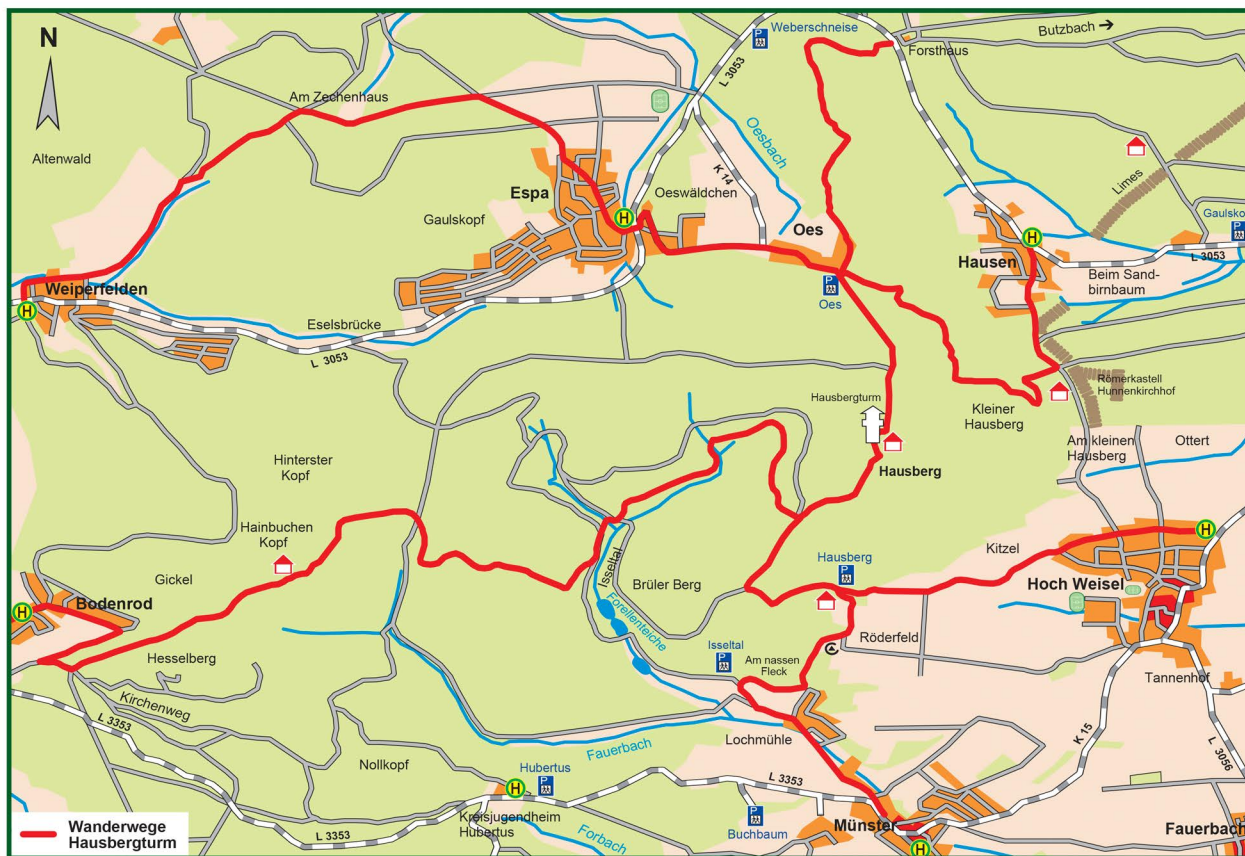 N
Weberschneise
Butzbach
Forsthaus
L 3053
Am Zechenhaus
Oesbach
Altenwald
Limes
K 14
Espa
Oeswäldchen
Gaulskopf
Oes
Hausen
Gaulsko
L 3053
Beim Sand-
birnbaum
Weiperfelden
Oes
Eselsbrücke
L 3053
Römerkastell
Hunnenkirchhof
Hausbergturm
Kleiner
Hausberg
Am kleinen
Hausberg
Ottert
Hinterster
Kopf
Hausberg
Hainbuchen
Kopf
Kitzel
Hausberg
Isseltal
Gickel
Brüler Berg
Hoch Weisel
Bodenrod
Forellenteiche
Röderfeld
Isseltal
Hesselberg
Am nassen
Fleck
Tannenhof
Kirchenweg
L 3353
Lochmühle
K 15
Fauerbach
L 3056
Nollkopf
Hubertus
L 3353
Kreisjugendheim
Hubertus
Buchbaum
Münster
Fauerbach
L 3353
Forbach
Wanderwege
Hausbergturm